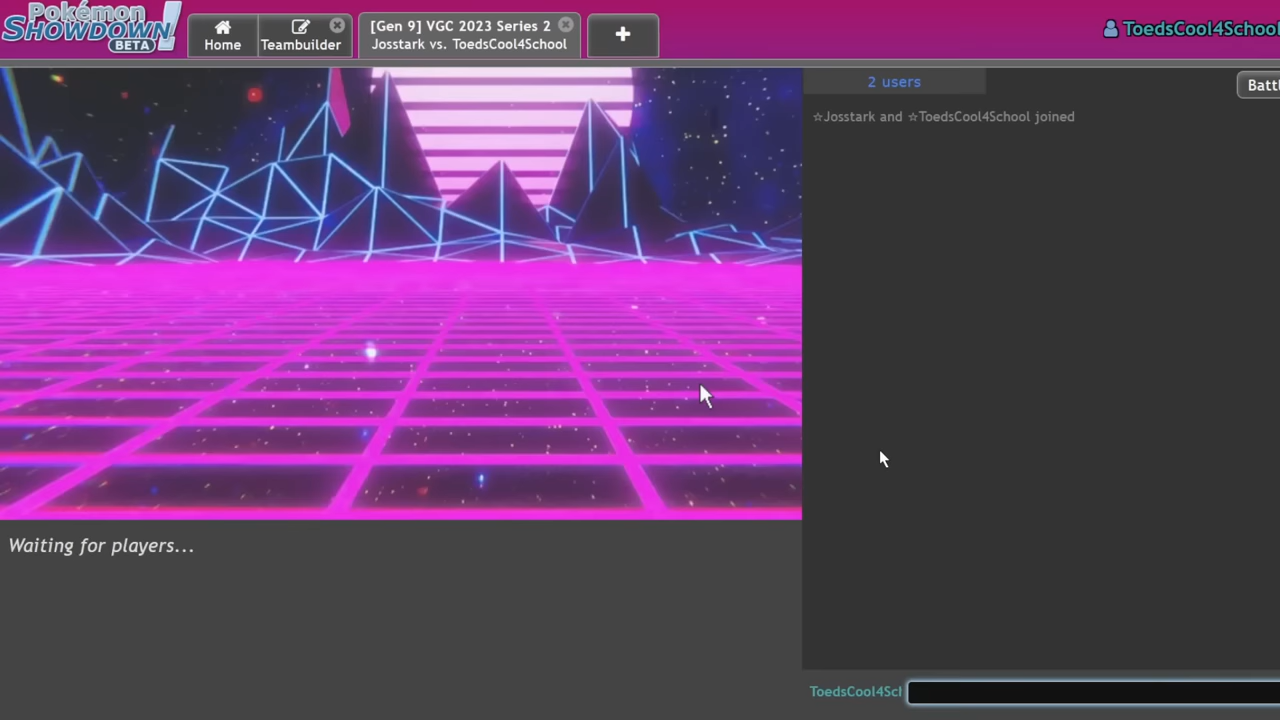 Pokémon
SHOWDOWN!
BETA
Home
Teambuilder
[Gen 9] VGC 2023 Series 2
Josstark vs. ToedsCool4School
+
ToedsCool4School
2 users
Battl
☆Josstark and ☆ToedsCool4School joined
Waiting for players...
ToedsCool4Scl